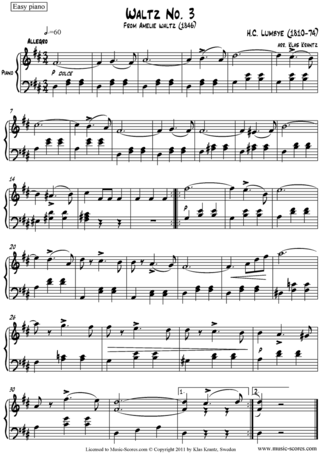 Easy piano
Waltz No. 3
From Amelie waltz (1846)
♩=60
H.C. Lumbye (1810-74)
arr. Klas Krantz
Allegro
Piano
p dolce
7
14
p
20
26
p
30
1.
2.
Licensed to Music-Scores.com © Copyright 2011 by Klas Krantz, Sweden
www.music-scores.com